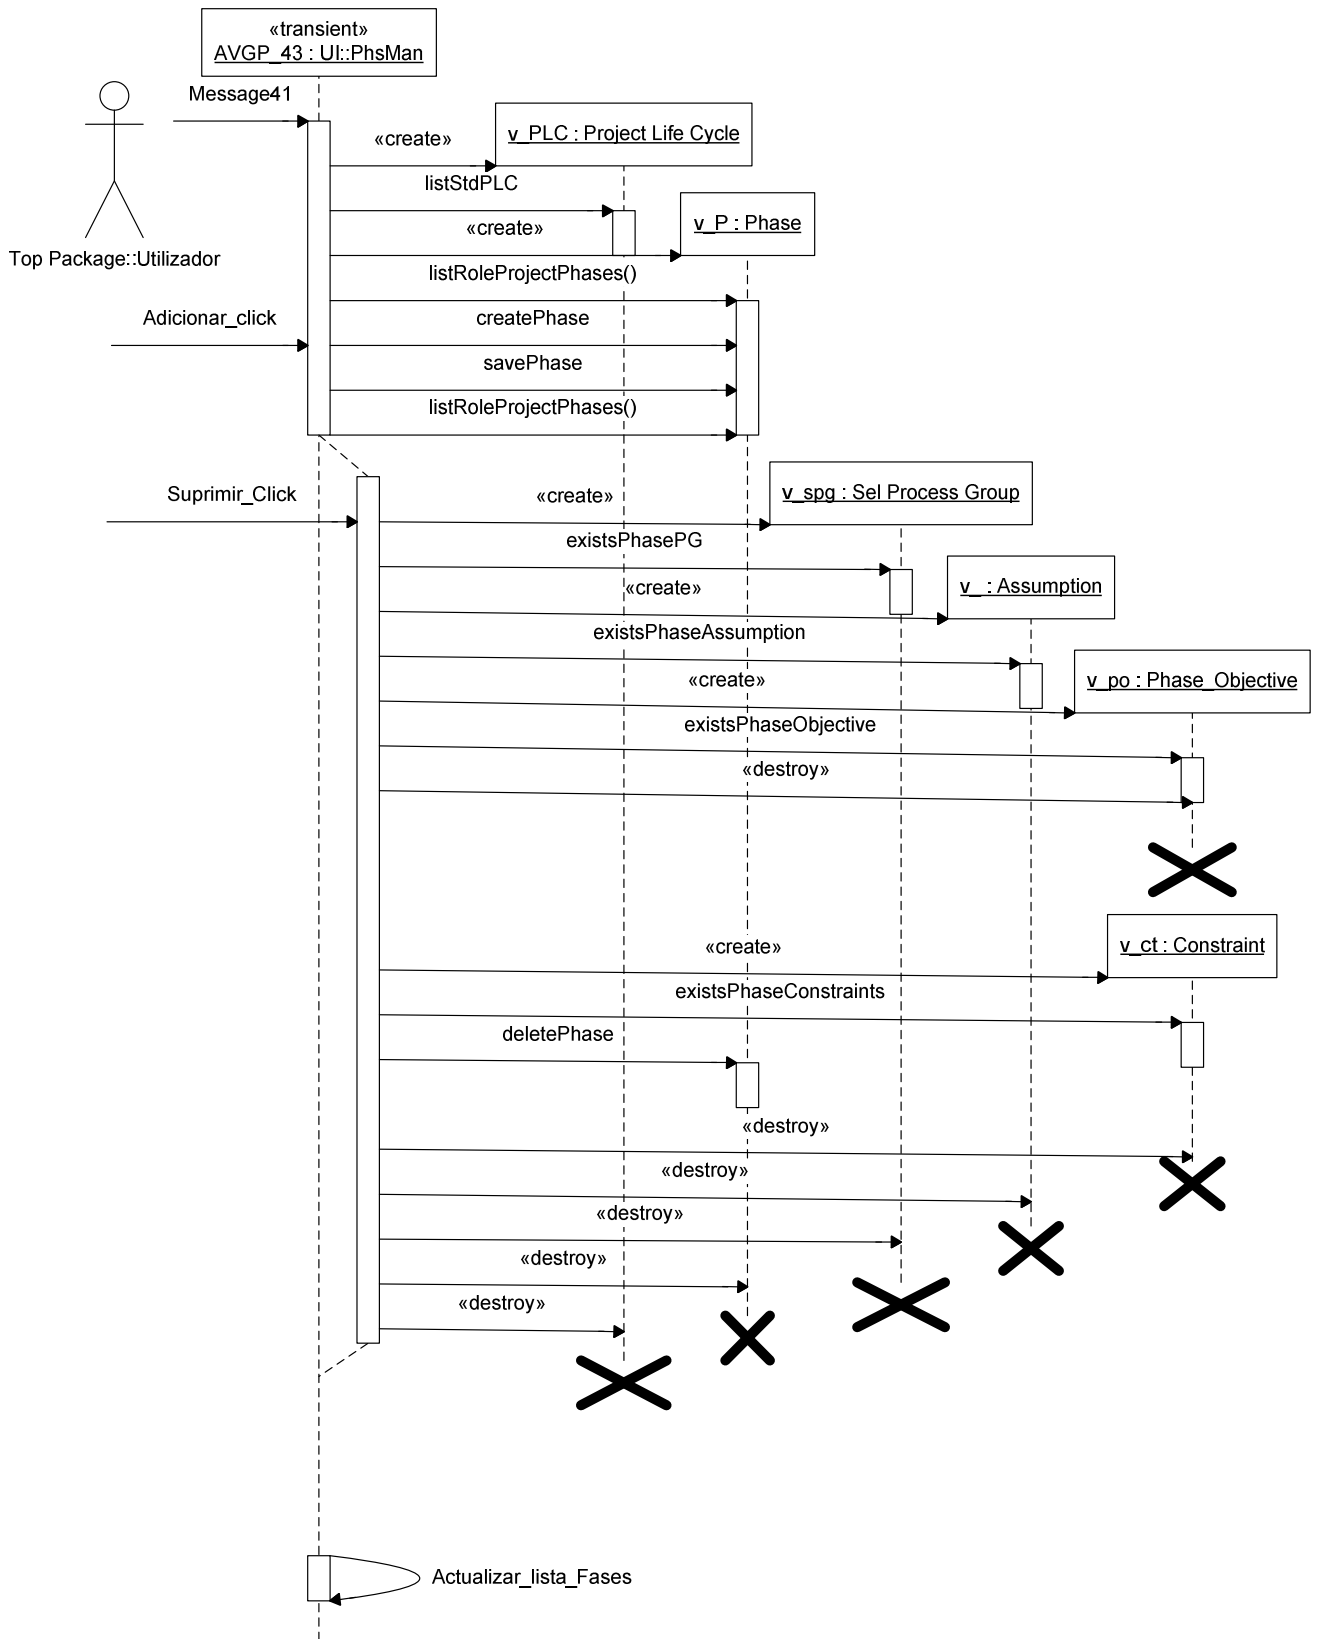 «transient»
AVGP_43 : UI::PhsMan
Message41
«create»
v_PLC : Project Life Cycle
listStdPLC
«create»
v_P : Phase
Top Package::Utilizador
listRoleProjectPhases()
Adicionar_click
createPhase
savePhase
listRoleProjectPhases()
Suprimir_Click
«create»
v_spg : Sel Process Group
existsPhasePG
«create»
v_ : Assumption
existsPhaseAssumption
«create»
v_po : Phase_Objective
existsPhaseObjective
«destroy»
«create»
v_ct : Constraint
existsPhaseConstraints
deletePhase
«destroy»
«destroy»
«destroy»
«destroy»
«destroy»
Actualizar_lista_Fases